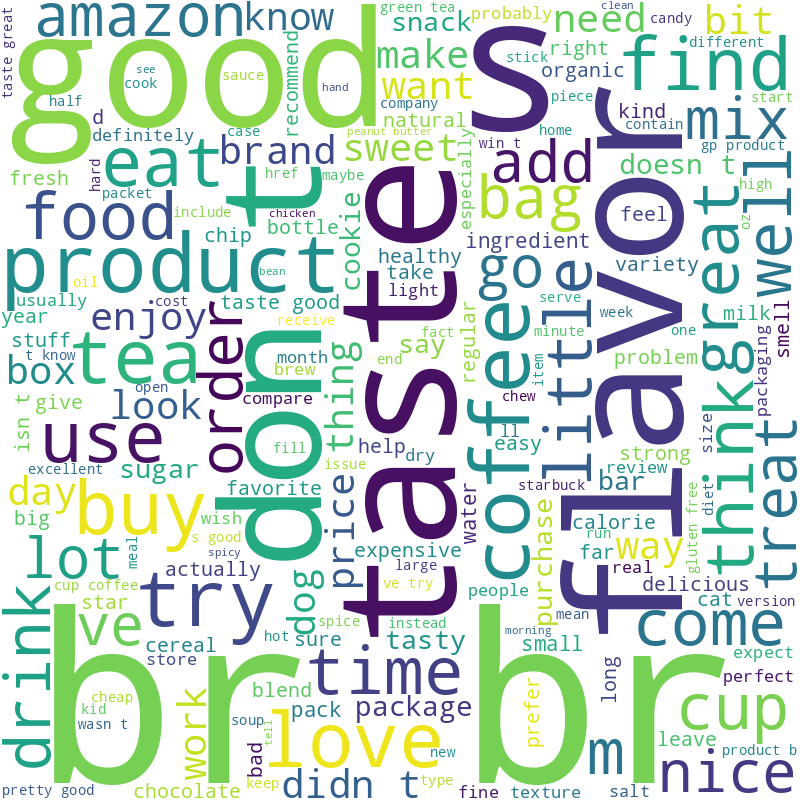 taste great
amazon
know
green tea
snack
probably
need
clean
candy
bit
good
see
cook
sauce
hand
recommend
make
want
s
right
stick
organic
find
different
start
half
d
definitely
case
company
natural
peanut butter
piece
kind
home
contain
mix
win t
gp product
hard
eat
brand
sweet
especially
add
doesn t
high
oz
fresh
packet
t
href
maybe
bag
flavor
feel
great
well
food
include
chicken
bottle
chip
cookie
taste
healthy
ingredient
product
bean
take
go
little
variety
oil
light
usually
cost
taste good
enjoy
receive
year
serve
week
one
milk
smell
stuff
t know
tea
order
don
month
thing
end
fact
say
regular
coffee
minute
item
problem
packaging
box
open
brew
compare
chew
think
isn t
give
look
use
fill
help
dry
ll
easy
strong
size
treat
excellent
sugar
issue
starbuck
bar
review
day
buy
favorite
price
large
water
purchase
calorie
gluten free
diet
big
s good
wish
expensive
run
far
way
lot
meal
spicy
actually
dog
ve try
people
mean
real
delicious
cup coffee
try
spice
instead
cat
version
drink
star
ve
hot
sure
tasty
morning
small
come
cereal
store
time
long
expect
br
br
perfect
cheap
kid
work
blend
pack
package
prefer
cup
wasn t
soup
love
bad
tell
new
m
leave
product b
pretty good
chocolate
keep
didn t
type
fine
texture
salt
nice